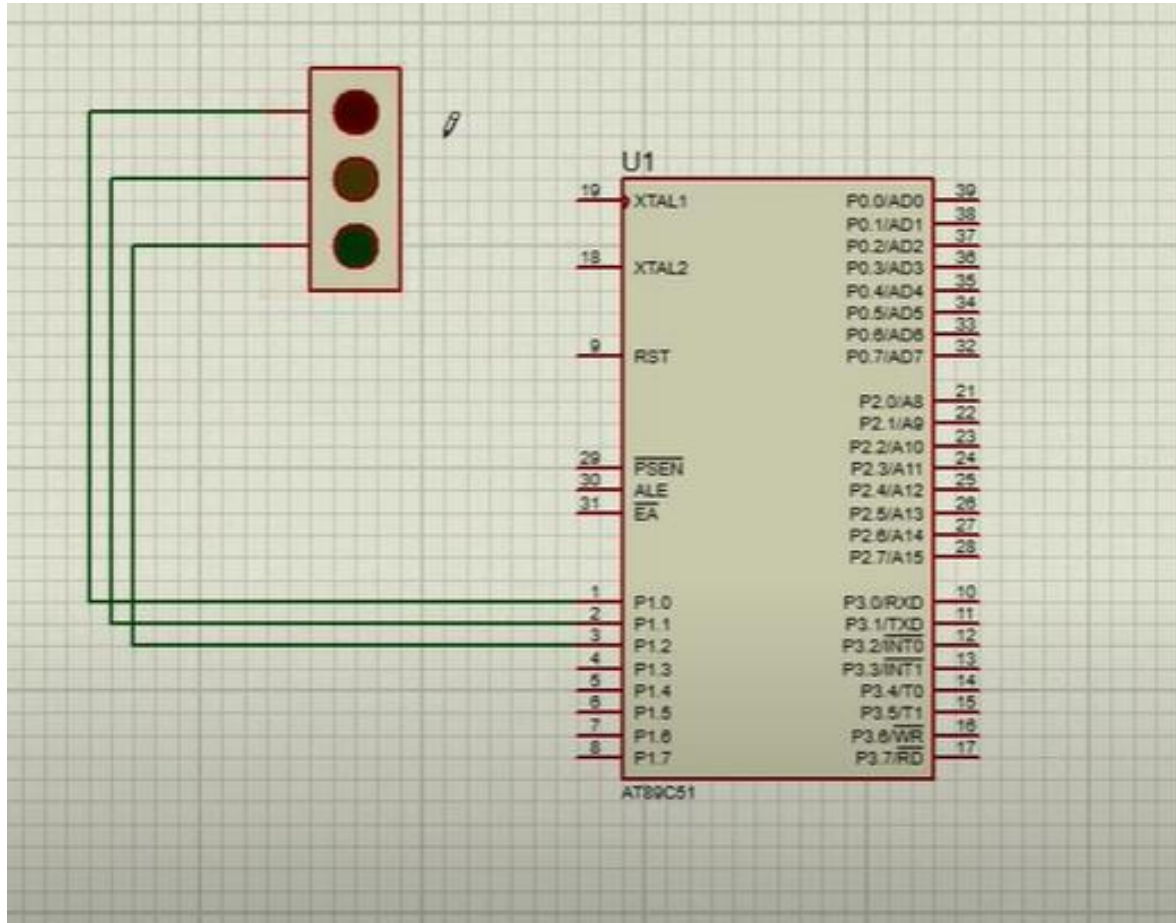 U1
19 XTAL1 P0.0/AD0 39
P0.1/AD1 38
P0.2/AD2 37
18 XTAL2 P0.3/AD3 36
P0.4/AD4 35
P0.5/AD5 34
P0.6/AD6 33
9 RST P0.7/AD7 32
P2.0/A8 21
P2.1/A9 22
P2.2/A10 23
29 PSEN P2.3/A11 24
30 ALE P2.4/A12 25
31 EA P2.5/A13 26
P2.6/A14 27
P2.7/A15 28
1 P1.0 P3.0/RXD 10
2 P1.1 P3.1/TXD 11
3 P1.2 P3.2/INT0 12
4 P1.3 P3.3/INT1 13
5 P1.4 P3.4/T0 14
6 P1.5 P3.5/T1 15
7 P1.6 P3.6/WR 16
8 P1.7 P3.7/RD 17
AT89C51